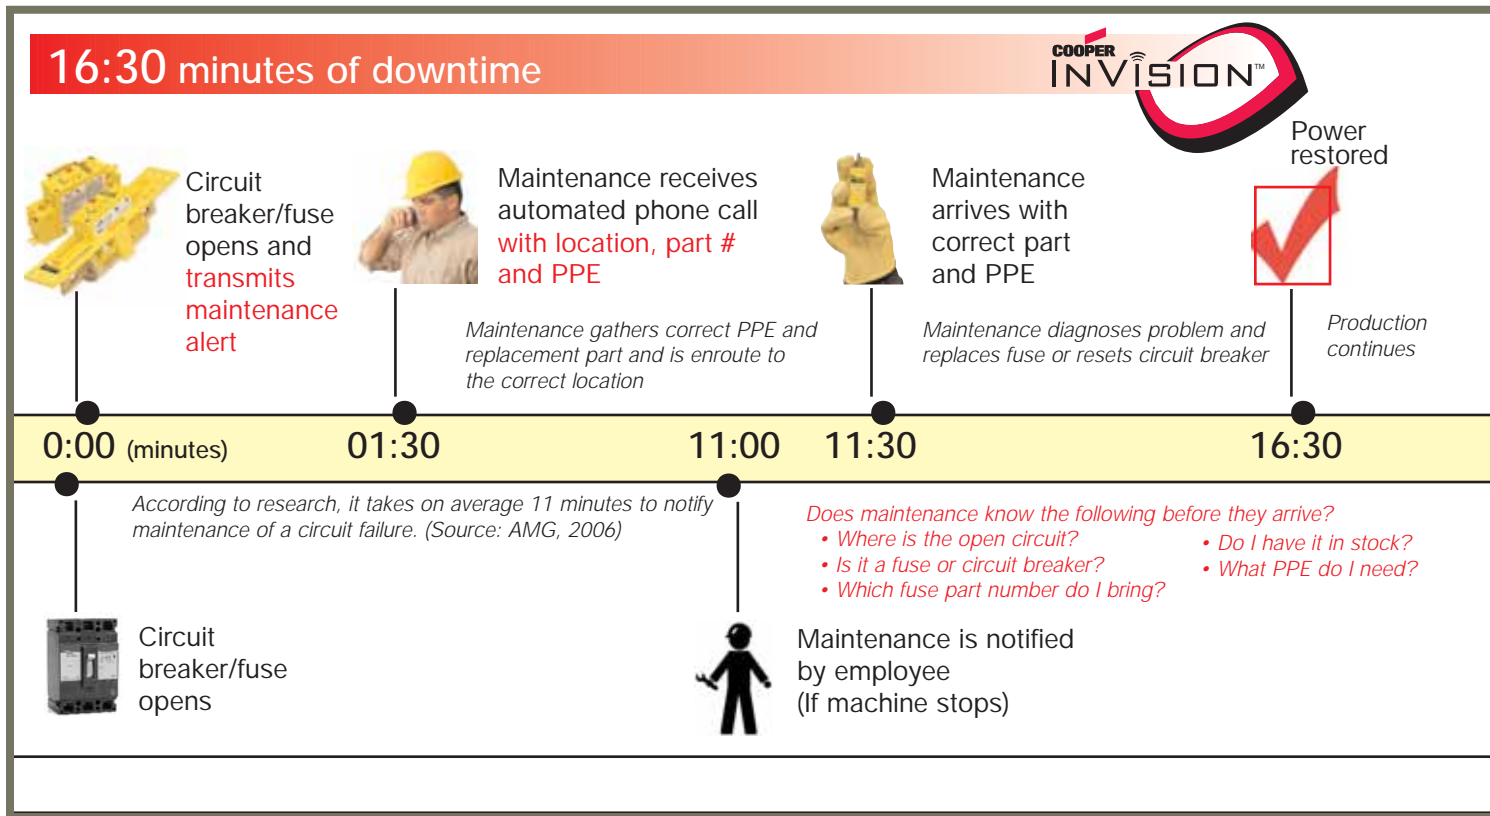 16:30 minutes of downtime
COOPER
INVISION™
Circuit
breaker/fuse
opens and
transmits
maintenance
alert
Maintenance receives
automated phone call
with location, part #
and PPE
Maintenance gathers correct PPE and
replacement part and is enroute to
the correct location
Maintenance
arrives with
correct part
and PPE
Maintenance diagnoses problem and
replaces fuse or resets circuit breaker
Power
restored
Production
continues
0:00 (minutes)
01:30
11:00
11:30
16:30
According to research, it takes on average 11 minutes to notify
maintenance of a circuit failure. (Source: AMG, 2006)
Does maintenance know the following before they arrive?
• Where is the open circuit?
• Is it a fuse or circuit breaker?
• Which fuse part number do I bring?
• Do I have it in stock?
• What PPE do I need?
Circuit
breaker/fuse
opens
Maintenance is notified
by employee
(If machine stops)